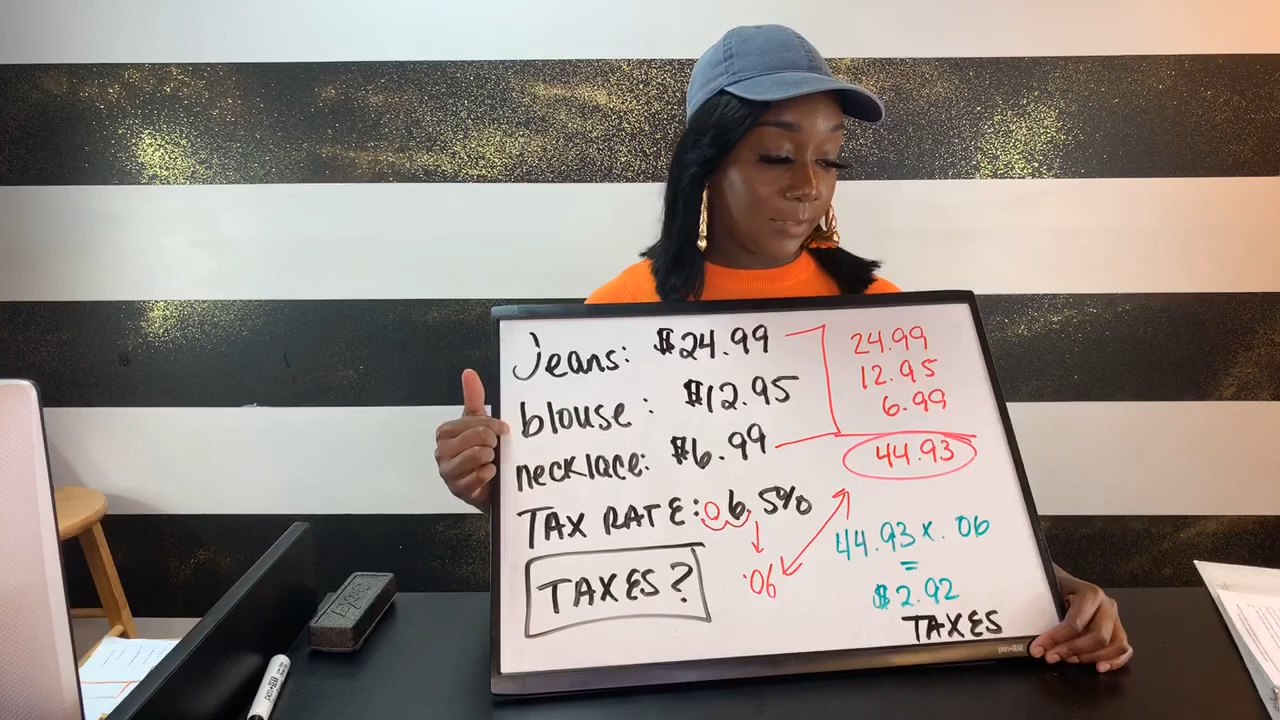 Jeans: $24.99
blouse: $12.95
necklace: $6.99
TAX RATE: 06.5%
TAXES?
.06
24.99
12.95
6.99
44.93
44.93x.06
=
$2.92
TAXES